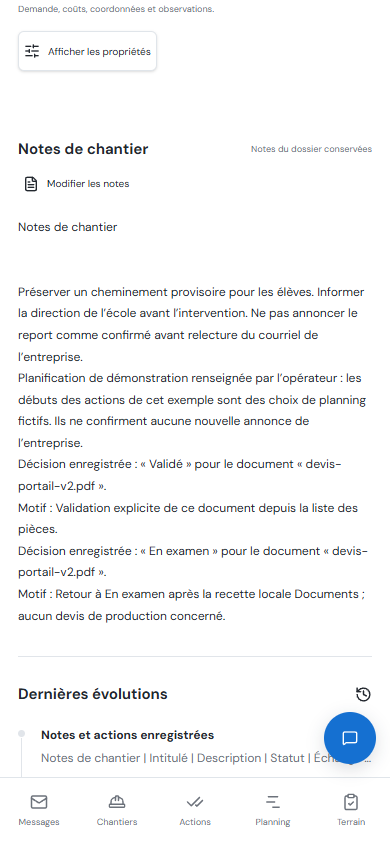 Demande, coûts, coordonnées et observations.
Afficher les propriétés
Notes de chantier
Notes du dossier conservées
Modifier les notes
Notes de chantier
Préserver un cheminement provisoire pour les élèves. Informer
la direction de l’école avant l’intervention. Ne pas annoncer le
report comme confirmé avant relecture du courriel de
l’entreprise.
Planification de démonstration renseignée par l’opérateur : les
débuts des actions de cet exemple sont des choix de planning
fictifs. Ils ne confirment aucune nouvelle annonce de
l’entreprise.
Décision enregistrée : « Validé » pour le document « devis-
portail-v2.pdf ».
Motif : Validation explicite de ce document depuis la liste des
pièces.
Décision enregistrée : « En examen » pour le document « devis-
portail-v2.pdf ».
Motif : Retour à En examen après la recette locale Documents ;
aucun devis de production concerné.
Dernières évolutions
Notes et actions enregistrées
Notes de chantier | Intitulé | Description | Statut |
Messages
Chantiers
Actions
Planning
Terrain